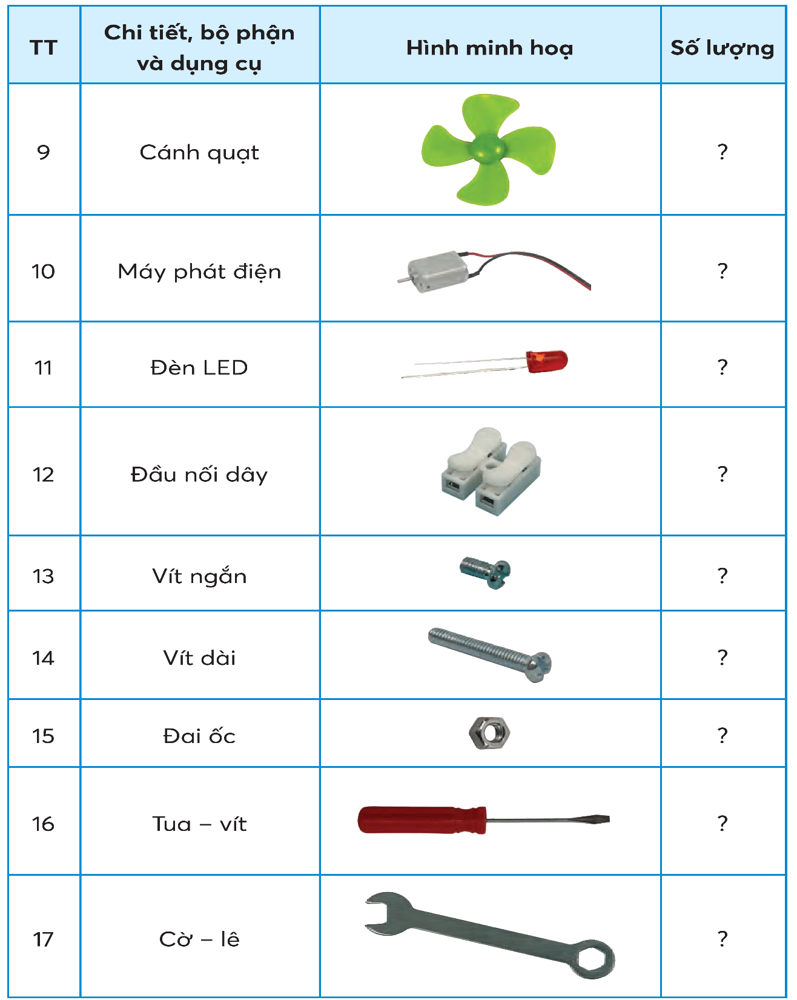 TT
Chi tiết, bộ phận
và dụng cụ
Hình minh hoạ
Số lượng
9
Cánh quạt
?
10
Máy phát điện
?
11
Đèn LED
?
12
Đầu nối dây
?
13
Vít ngắn
?
14
Vít dài
?
15
Đai ốc
?
16
Tua – vít
?
17
Cờ – lê
?